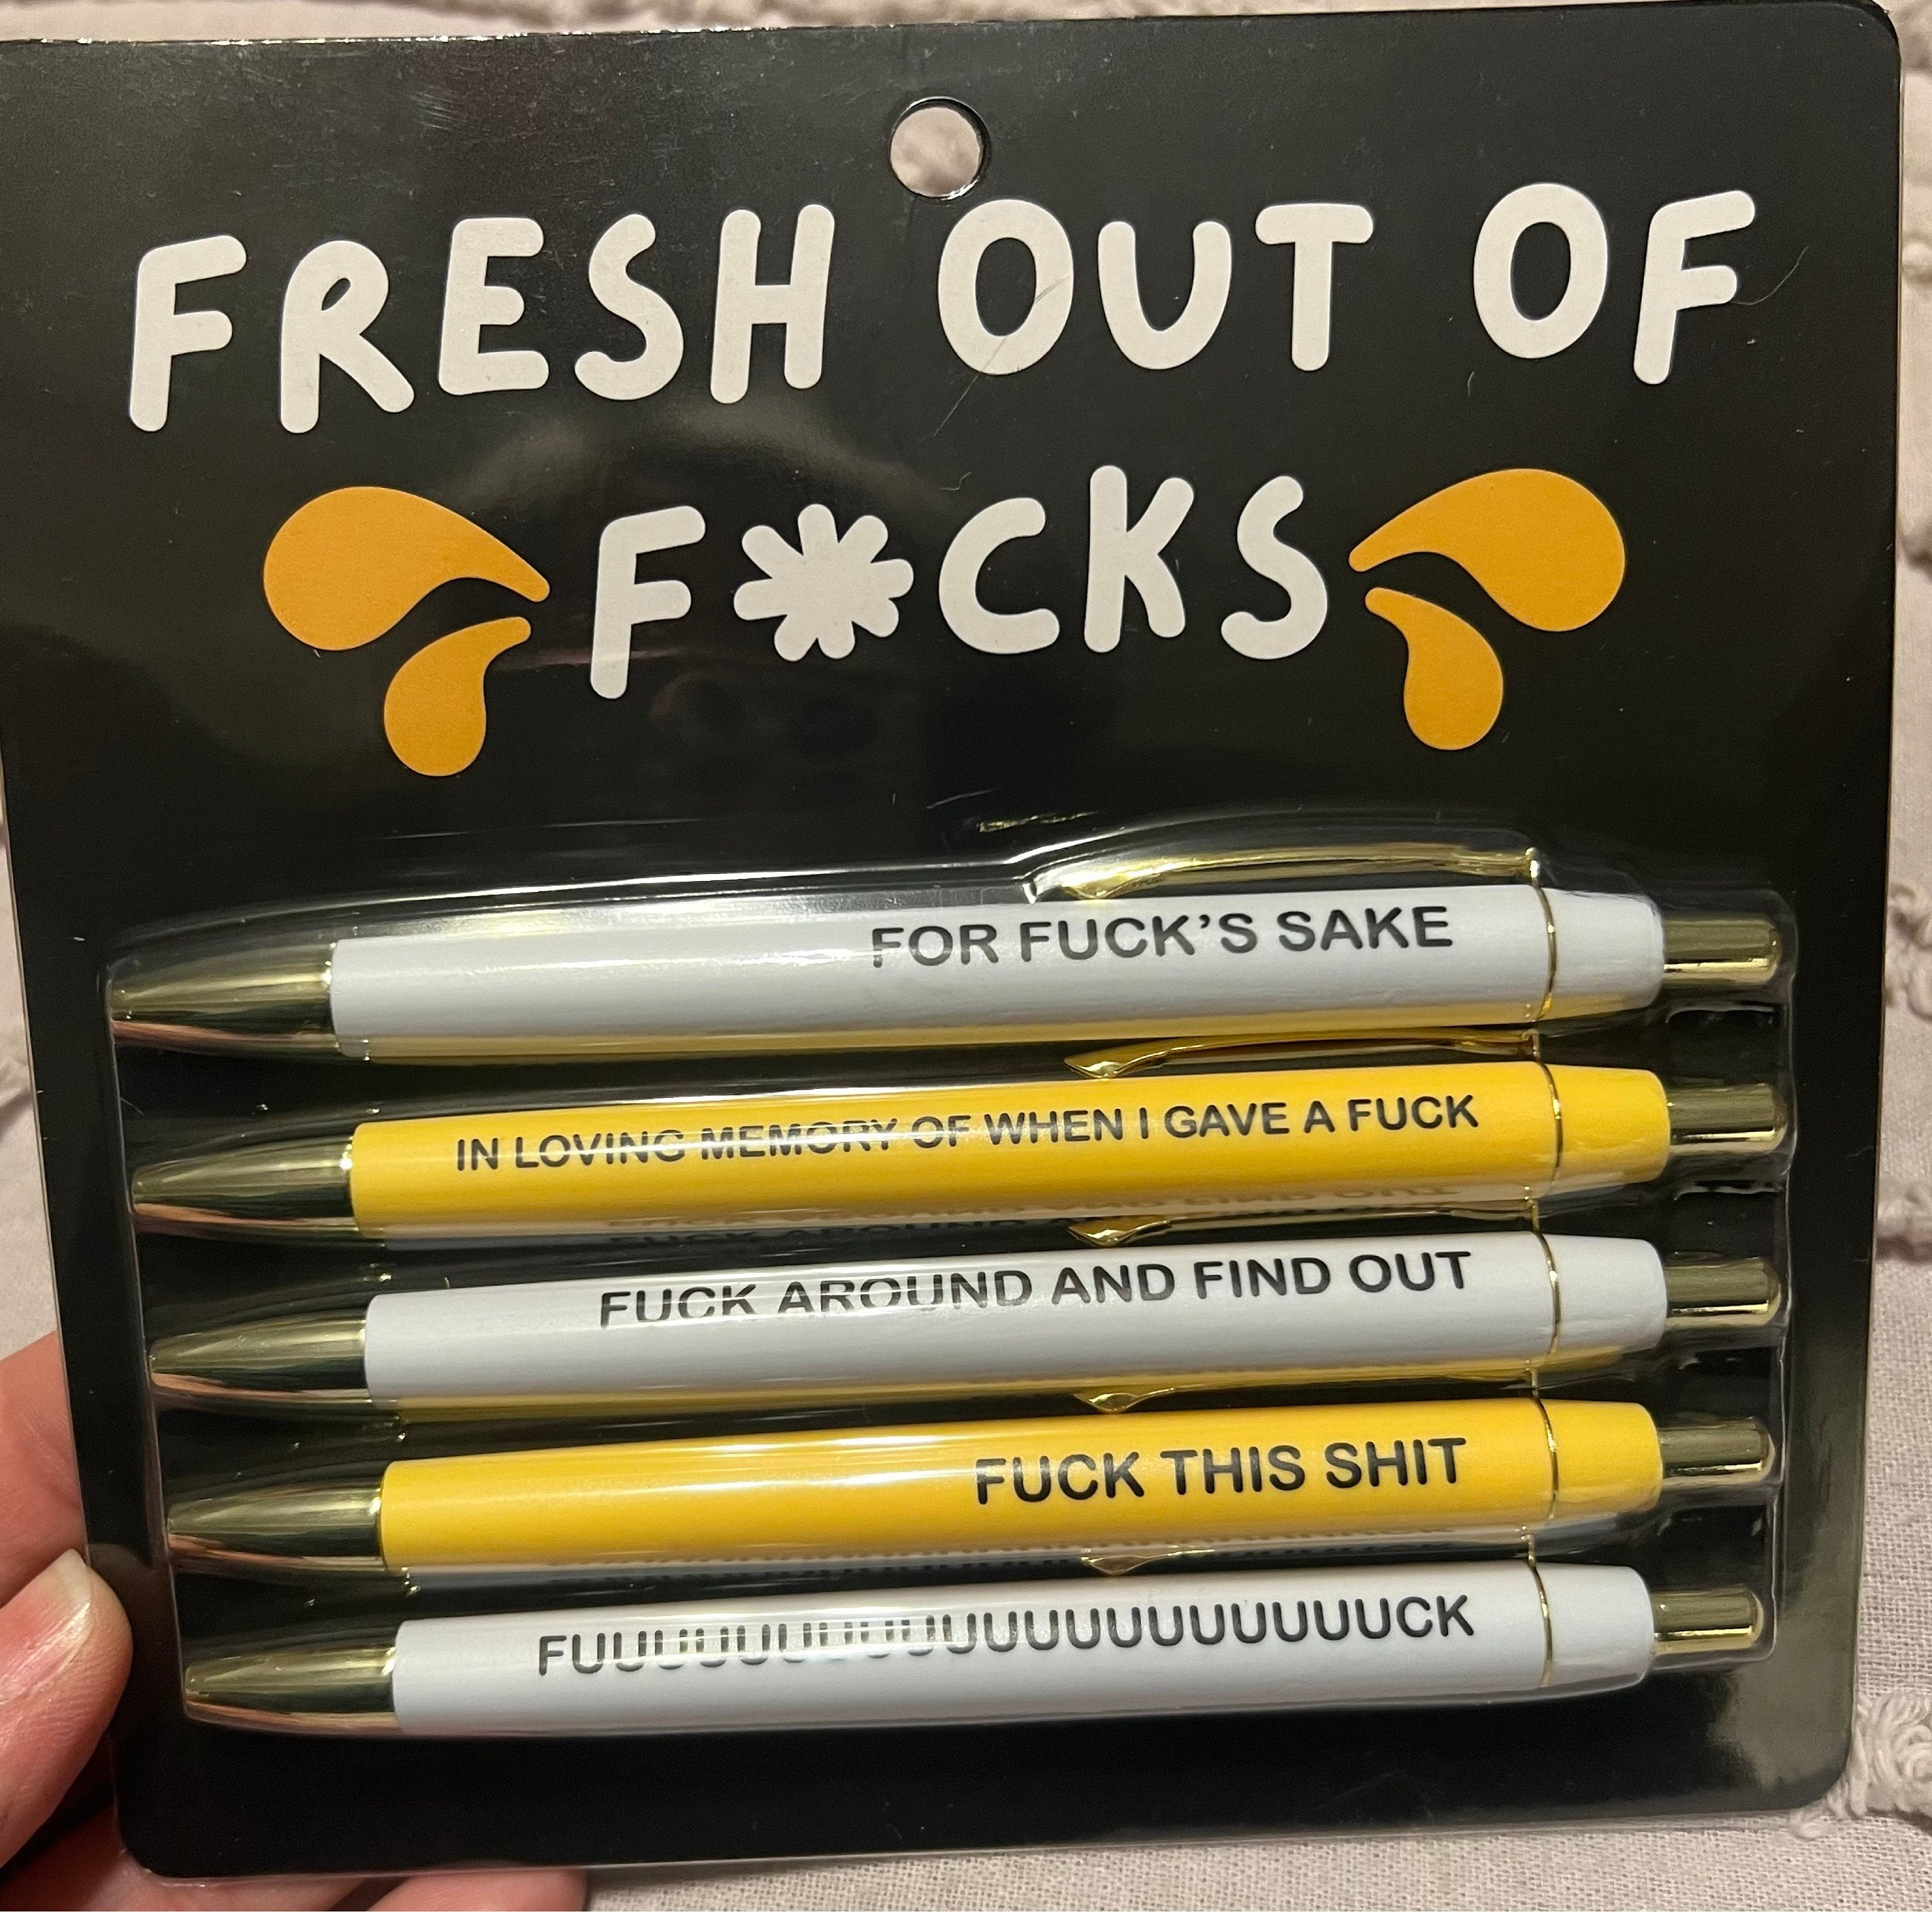 FRESH OUT OF
F*CKS
FOR FUCK'S SAKE
IN LOVING MEMORY OF WHEN I GAVE A FUCK
FUCK AROUND AND FIND OUT
FUCK THIS SHIT
FUUUUUUUUUUUUUUUUUUUUCK